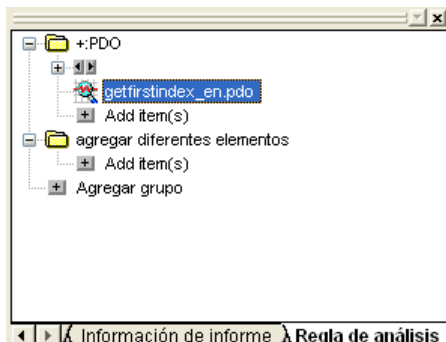 +:PDO
getfirstindex_en.pdo
Add item(s)
agregar diferentes elementos
Add item(s)
Agregar grupo
Información de informe Regla de análisis